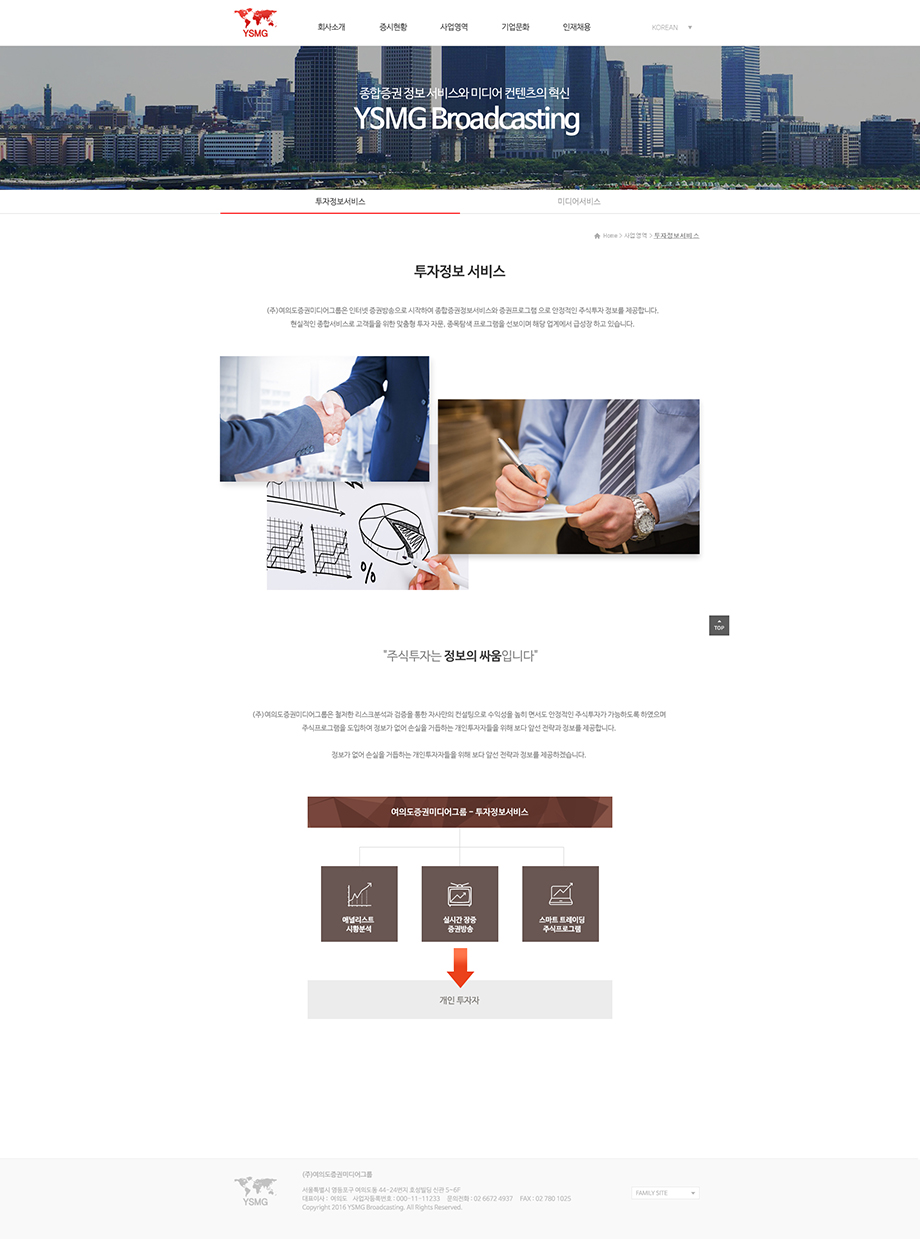 YSMG
회사소개
증시현황
사업영역
기업문화
인재채용
KOREAN
종합증권 정보 서비스와 미디어 컨텐츠의 혁신
YSMG Broadcasting
투자정보서비스
미디어서비스
Home > 사업영역 > 투자정보서비스
투자정보 서비스
(주)여의도증권미디어그룹은 인터넷 증권방송으로 시작하여 종합증권정보서비스와 증권프로그램 으로 안정적인 주식투자 정보를 제공합니다.
현실적인 종합서비스로 고객들을 위한 맞춤형 투자 자문, 종목탐색 프로그램을 선보이며 해당 업계에서 급성장 하고 있습니다.
%
TOP
"주식투자는 정보의 싸움입니다"
(주)여의도증권미디어그룹은 철저한 리스크분석과 검증을 통한 자사만의 컨설팅으로 수익성을 높히 면서도 안정적인 주식투자가 가능하도록 하였으며
주식프로그램을 도입하여 정보가 없어 손실을 거듭하는 개인투자자들을 위해 보다 앞선 전략과 정보를 제공합니다.
정보가 없어 손실을 거듭하는 개인투자자들을 위해 보다 앞선 전략과 정보를 제공하겠습니다.
여의도증권미디어그룹 - 투자정보서비스
애널리스트
시황분석
실시간 장중
증권방송
스마트 트레이딩
주식프로그램
개인 투자자
YSMG
(주)여의도증권미디어그룹
서울특별시 영등포구 여의도동 44-24번지 호성빌딩 신관 5~6F
대표이사 : 여의도 사업자등록번호 : 000-11-11233 문의전화 : 02 6672 4937 FAX : 02 780 1025
Copyright 2016 YSMG Broadcasting. All Rights Reserved.
FAMILY SITE